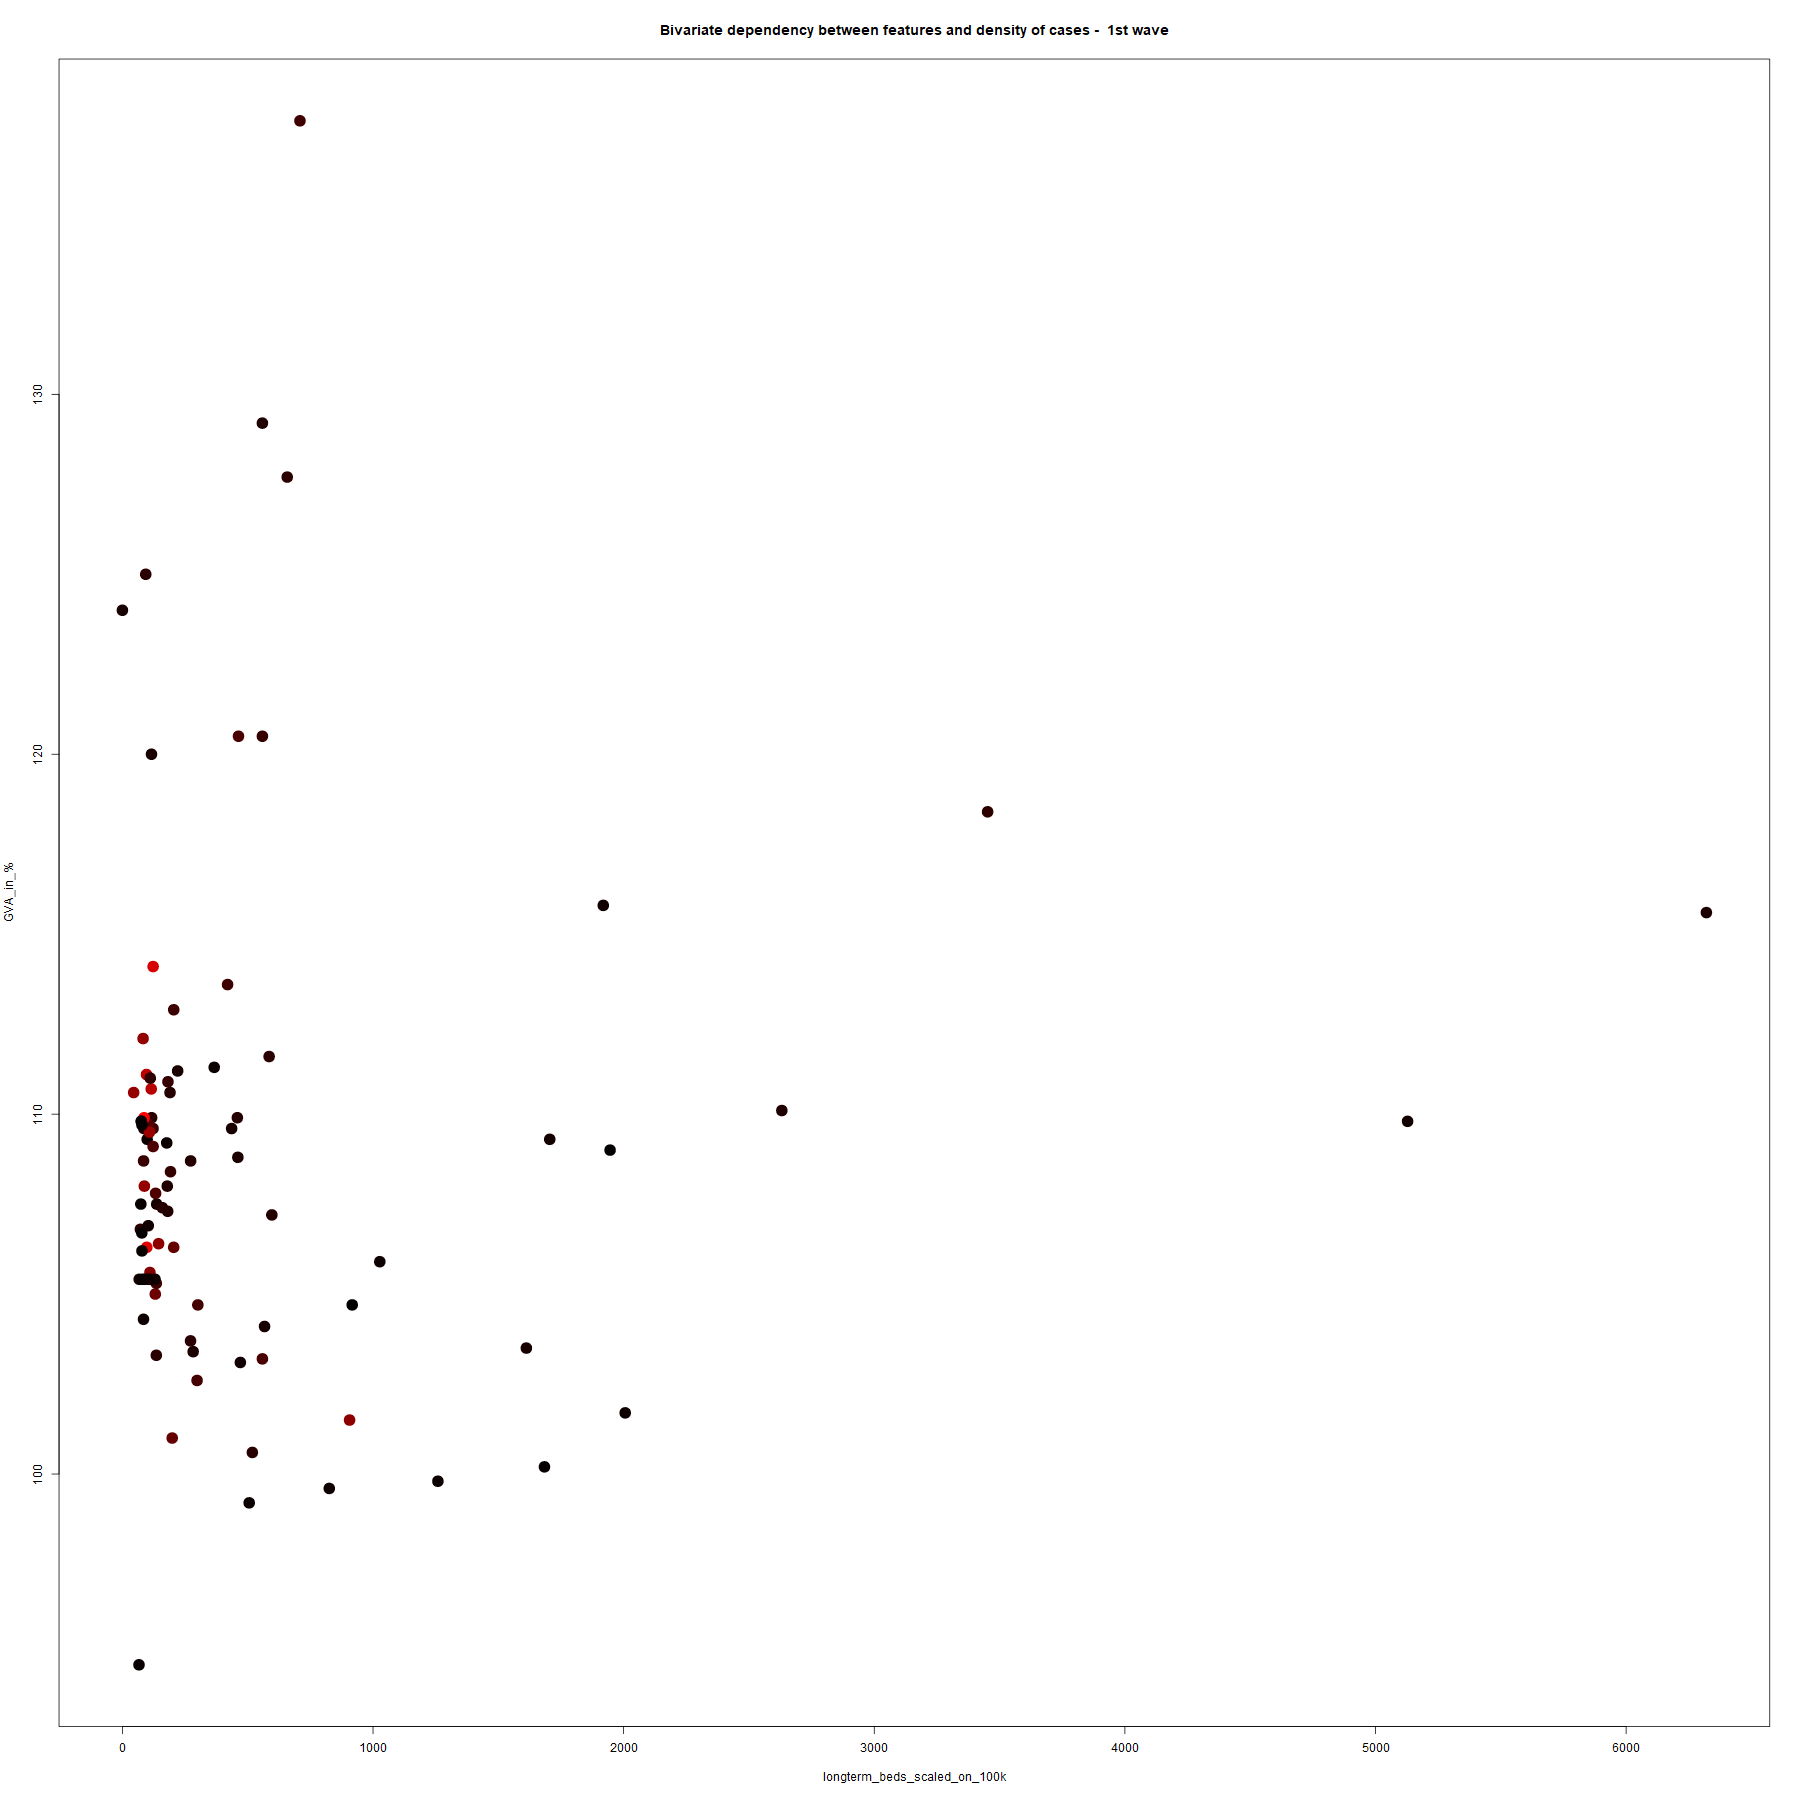 Bivariate dependency between features and density of cases -  1st wave
130
120
110
100
GVA_in_%
0 1000 2000 3000 4000 5000 6000
longterm_beds_scaled_on_100k